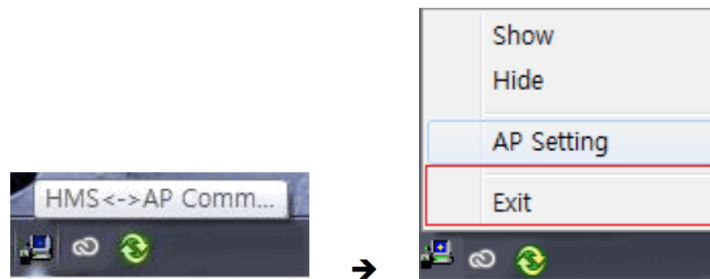 HMS<->AP Comm...
➔
Show
Hide
AP Setting
Exit